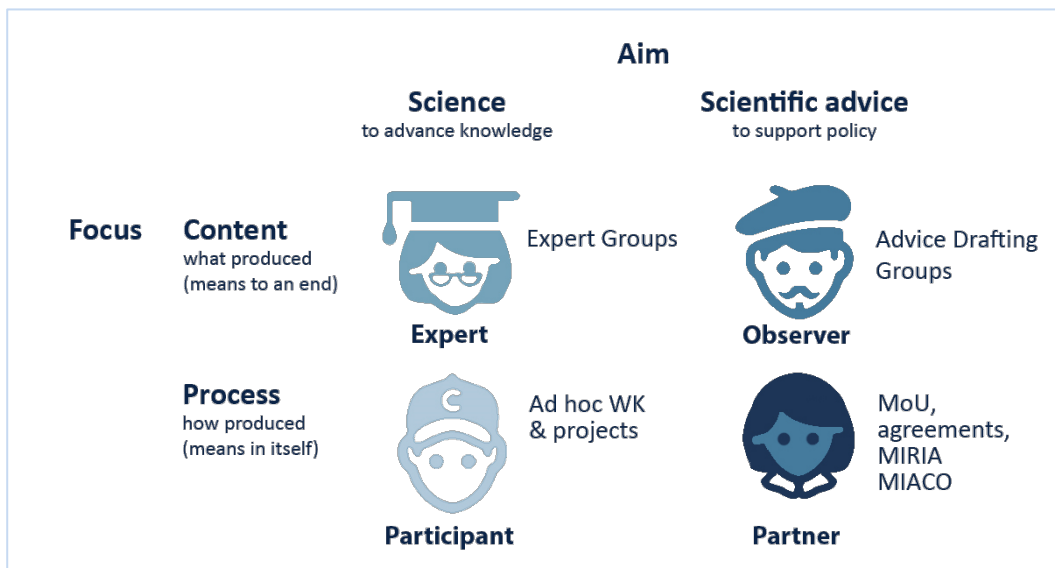 Aim
Science
to advance knowledge
Scientific advice
to support policy
Focus
Content
what produced
(means to an end)
Expert Groups
Expert
Advice Drafting
Groups
Observer
Process
how produced
(means in itself)
C
Ad hoc WK
& projects
Participant
MoU,
agreements,
MIRIA
MIACO
Partner